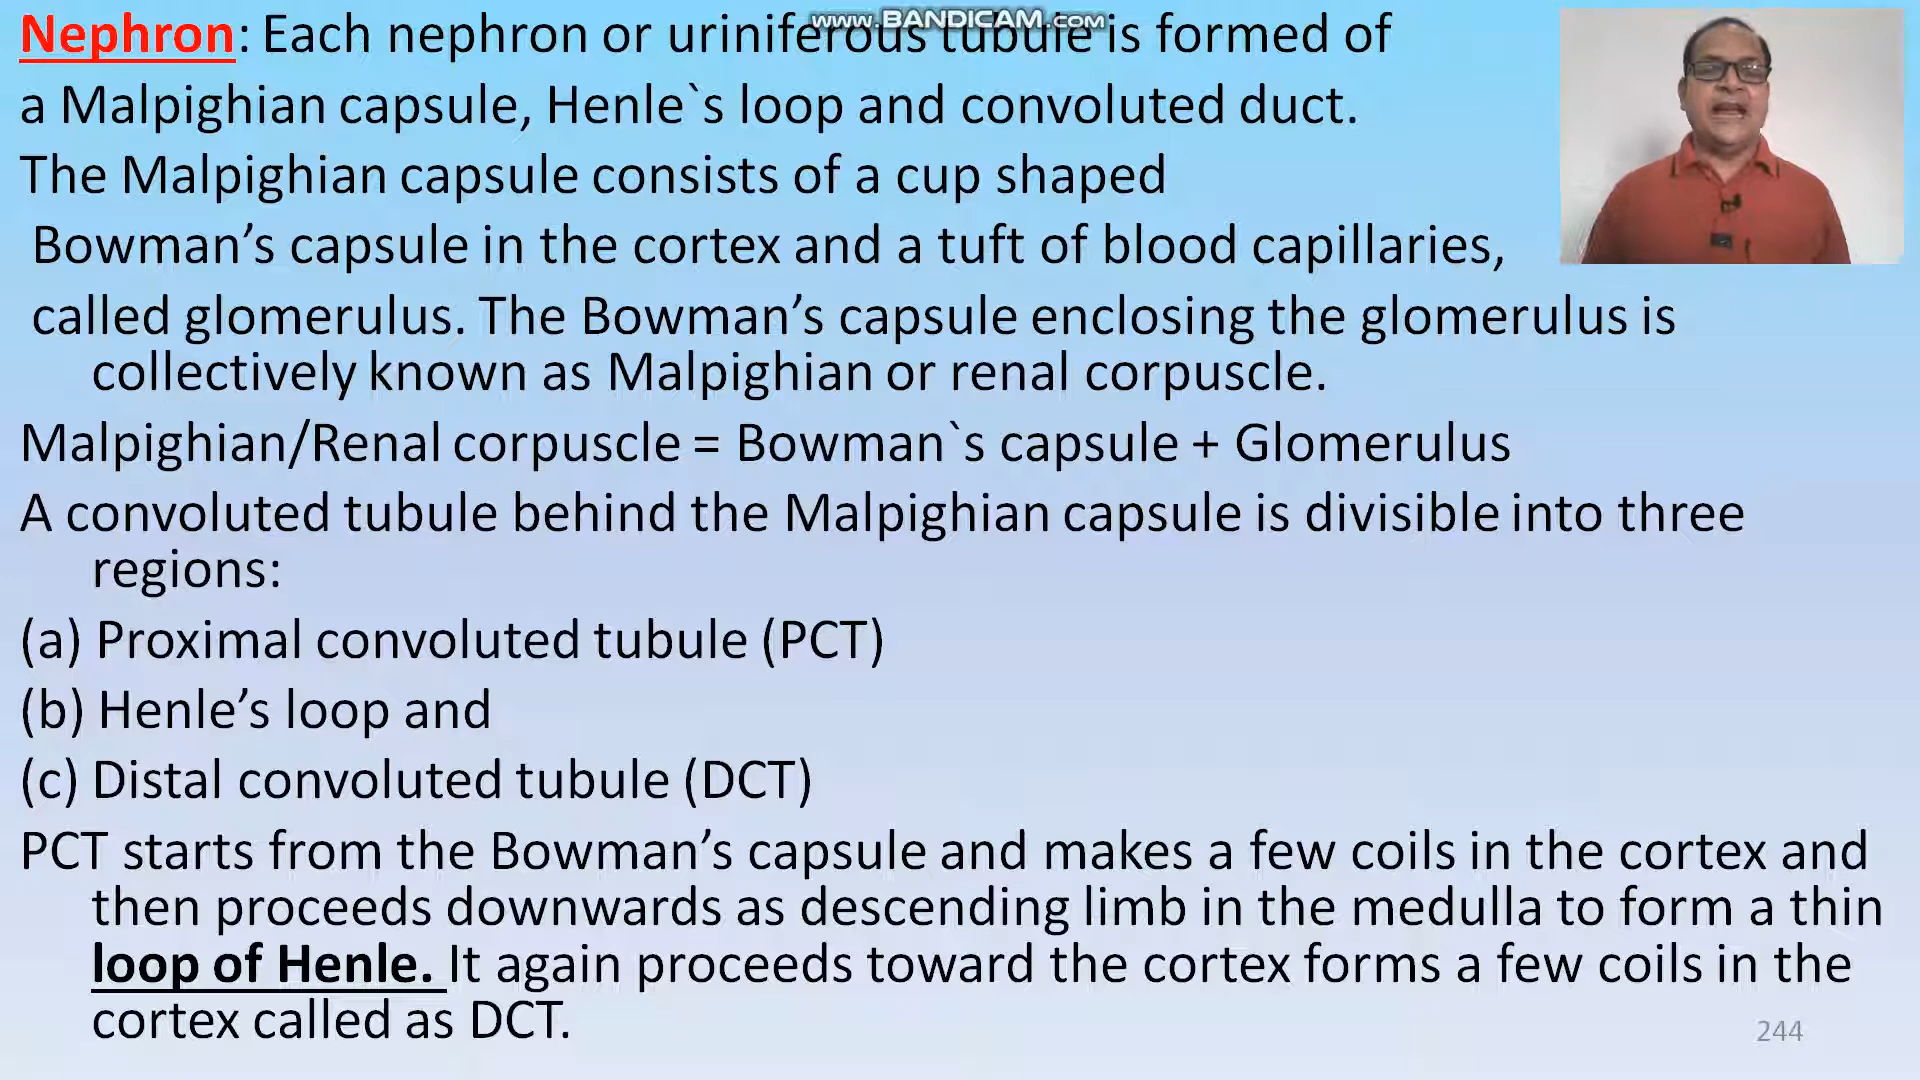 www.BANDICAM.com
Nephron: Each nephron or uriniferous tubule is formed of
a Malpighian capsule, Henle`s loop and convoluted duct.
The Malpighian capsule consists of a cup shaped
Bowman’s capsule in the cortex and a tuft of blood capillaries,
called glomerulus. The Bowman’s capsule enclosing the glomerulus is
collectively known as Malpighian or renal corpuscle.
Malpighian/Renal corpuscle = Bowman`s capsule + Glomerulus
A convoluted tubule behind the Malpighian capsule is divisible into three
regions:
(a) Proximal convoluted tubule (PCT)
(b) Henle’s loop and
(c) Distal convoluted tubule (DCT)
PCT starts from the Bowman’s capsule and makes a few coils in the cortex and
then proceeds downwards as descending limb in the medulla to form a thin
loop of Henle. It again proceeds toward the cortex forms a few coils in the
cortex called as DCT.
244